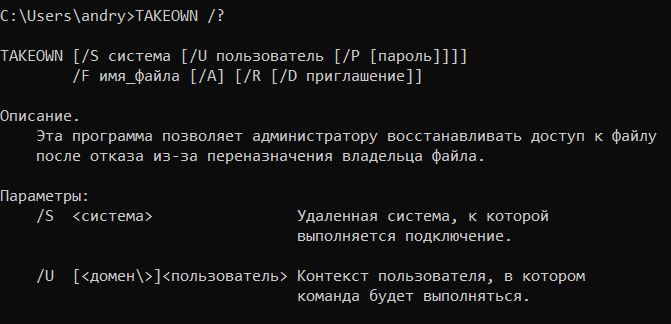 C:\Users\andry>TAKEOWN /?
TAKEOWN [/S система [/U пользователь [/P [пароль]]]]
/F имя_файла [/A] [/R [/D приглашение]]
Описание.
Эта программа позволяет администратору восстанавливать доступ к файлу
после отказа из-за переназначения владельца файла.
Параметры:
/S <система> Удаленная система, к которой
выполняется подключение.
/U [<домен\>]<пользователь> Контекст пользователя, в котором
команда будет выполняться.